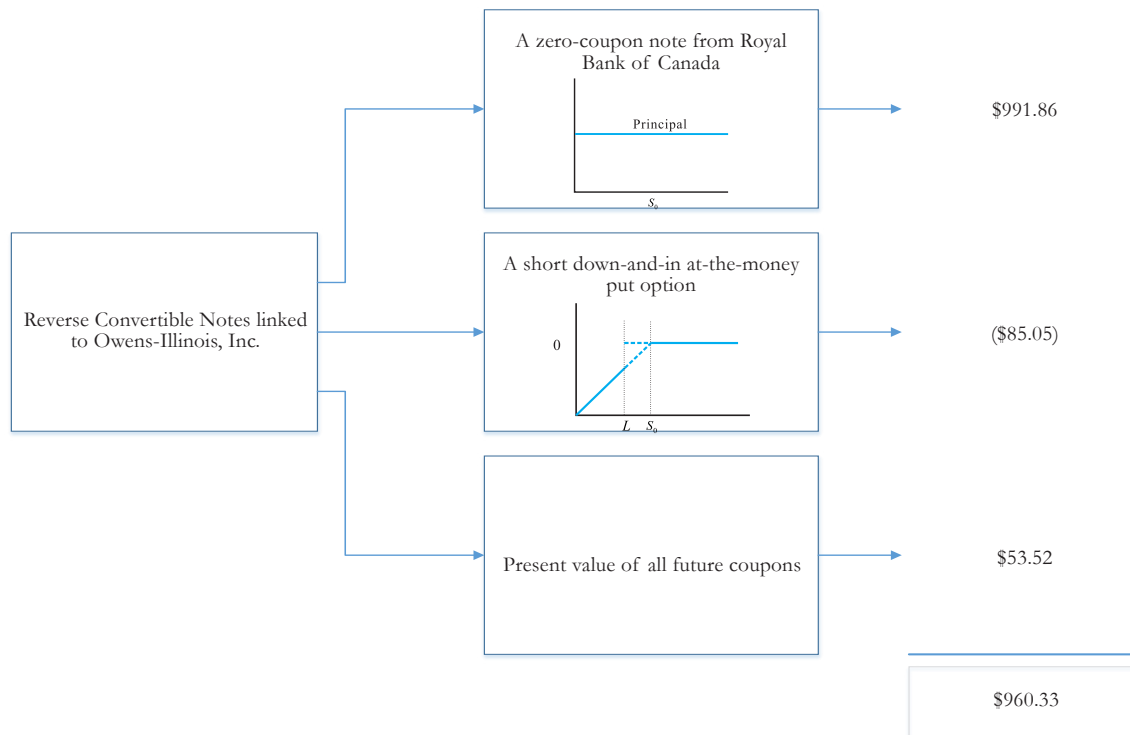 A zero-coupon note from Royal
Bank of Canada
Principal
S₀
$991.86
Reverse Convertible Notes linked
to Owens-Illinois, Inc.
A short down-and-in at-the-money
put option
0
L S₀
($85.05)
Present value of all future coupons
$53.52
$960.33